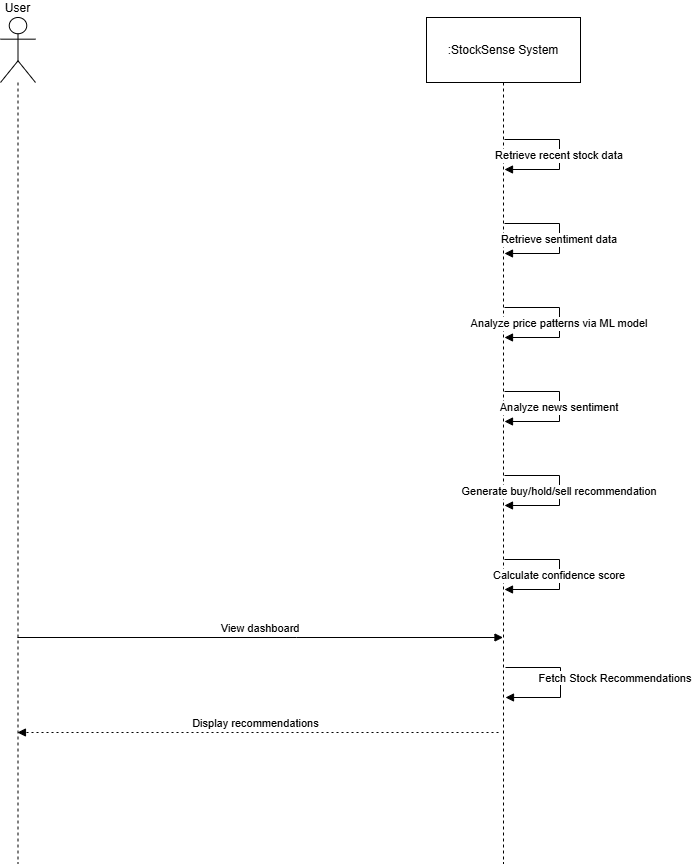 User
:StockSense System
Retrieve recent stock data
Retrieve sentiment data
Analyze price patterns via ML model
Analyze news sentiment
Generate buy/hold/sell recommendation
Calculate confidence score
View dashboard
Fetch Stock Recommendations
Display recommendations